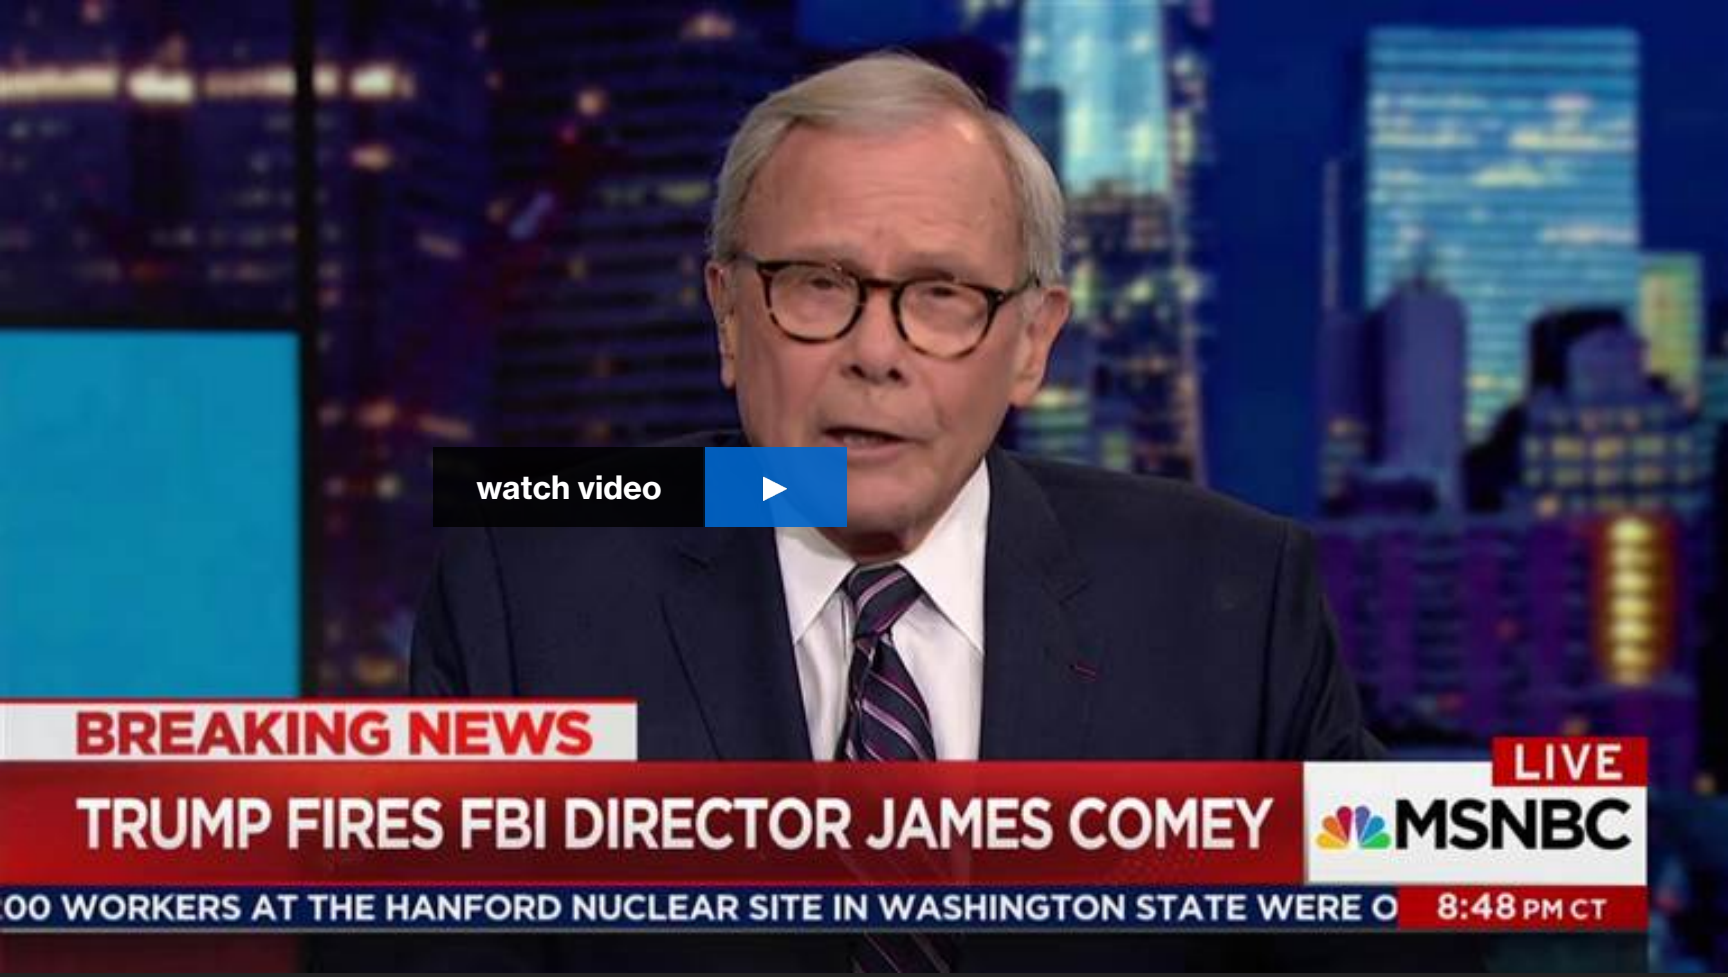 watch video
BREAKING NEWS
LIVE
TRUMP FIRES FBI DIRECTOR JAMES COMEY
MSNBC
00 WORKERS AT THE HANFORD NUCLEAR SITE IN WASHINGTON STATE WERE O
8:48 PM CT